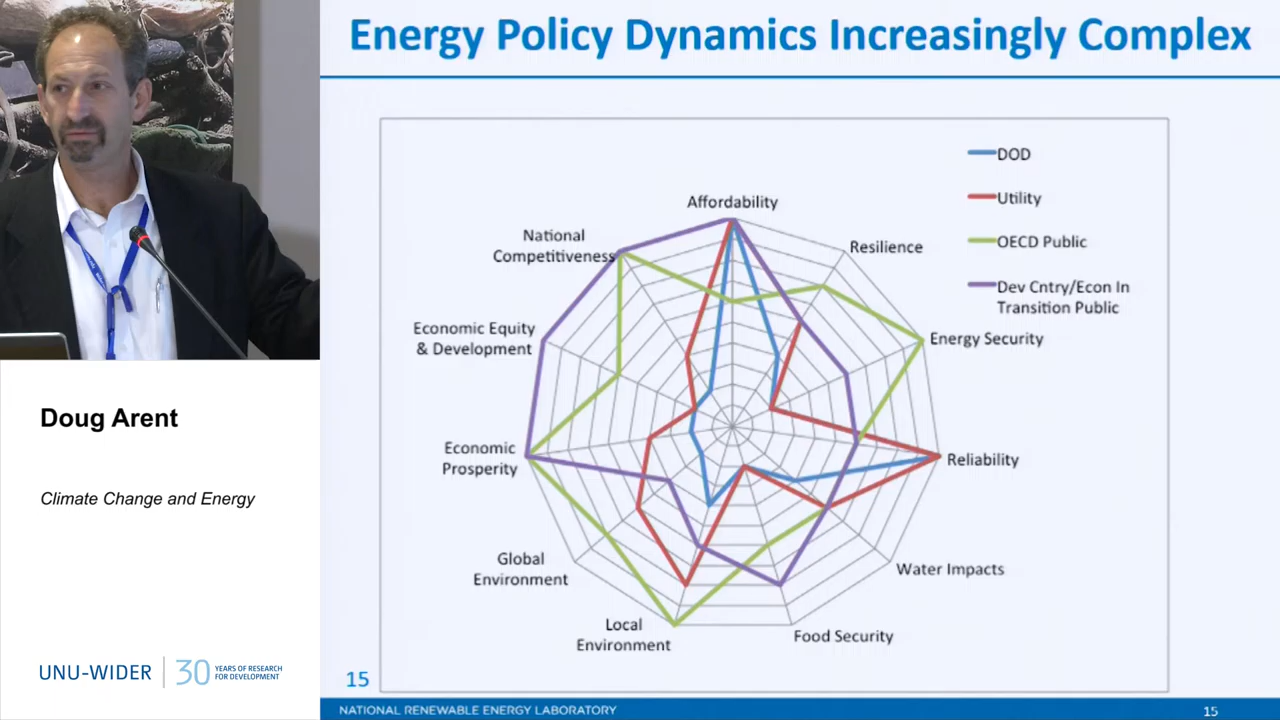 Energy Policy Dynamics Increasingly Complex
DOD
Utility
OECD Public
Dev Cntry/Econ In
Transition Public
Affordability
Resilience
Energy Security
Reliability
Water Impacts
Food Security
Local
Environment
Global
Environment
Economic
Prosperity
Economic Equity
& Development
National
Competitiveness
15
NATIONAL RENEWABLE ENERGY LABORATORY
15
Doug Arent
Climate Change and Energy
UNU-WIDER
30
YEARS OF RESEARCH
FOR DEVELOPMENT